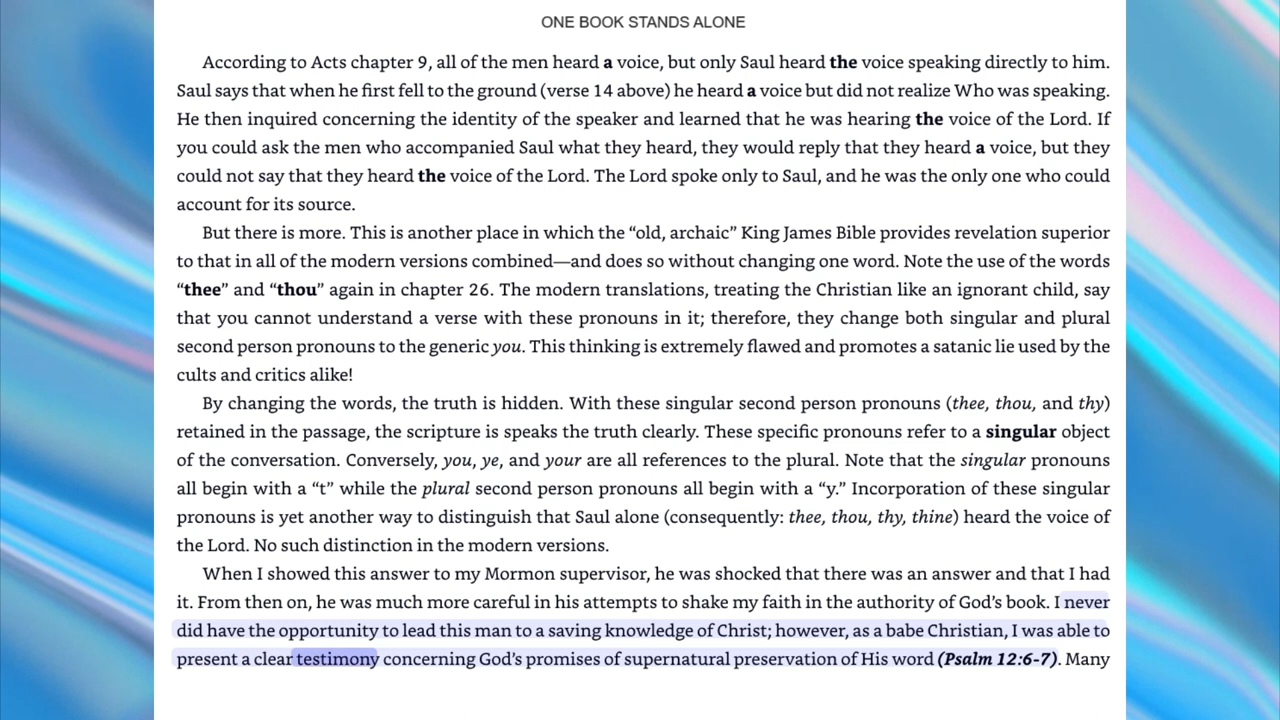 ONE BOOK STANDS ALONE
According to Acts chapter 9, all of the men heard a voice, but only Saul heard the voice speaking directly to him.
Saul says that when he first fell to the ground (verse 14 above) he heard a voice but did not realize Who was speaking.
He then inquired concerning the identity of the speaker and learned that he was hearing the voice of the Lord. If
you could ask the men who accompanied Saul what they heard, they would reply that they heard a voice, but they
could not say that they heard the voice of the Lord. The Lord spoke only to Saul, and he was the only one who could
account for its source.
But there is more. This is another place in which the “old, archaic” King James Bible provides revelation superior
to that in all of the modern versions combined—and does so without changing one word. Note the use of the words
“thee” and “thou” again in chapter 26. The modern translations, treating the Christian like an ignorant child, say
that you cannot understand a verse with these pronouns in it; therefore, they change both singular and plural
second person pronouns to the generic you. This thinking is extremely flawed and promotes a satanic lie used by the
cults and critics alike!
By changing the words, the truth is hidden. With these singular second person pronouns (thee, thou, and thy)
retained in the passage, the scripture is speaks the truth clearly. These specific pronouns refer to a singular object
of the conversation. Conversely, you, ye, and your are all references to the plural. Note that the singular pronouns
all begin with a “t” while the plural second person pronouns all begin with a “y.” Incorporation of these singular
pronouns is yet another way to distinguish that Saul alone (consequently: thee, thou, thy, thine) heard the voice of
the Lord. No such distinction in the modern versions.
When I showed this answer to my Mormon supervisor, he was shocked that there was an answer and that I had
it. From then on, he was much more careful in his attempts to shake my faith in the authority of God’s book. I never
did have the opportunity to lead this man to a saving knowledge of Christ; however, as a babe Christian, I was able to
present a clear testimony concerning God’s promises of supernatural preservation of His word (Psalm 12:6-7). Many